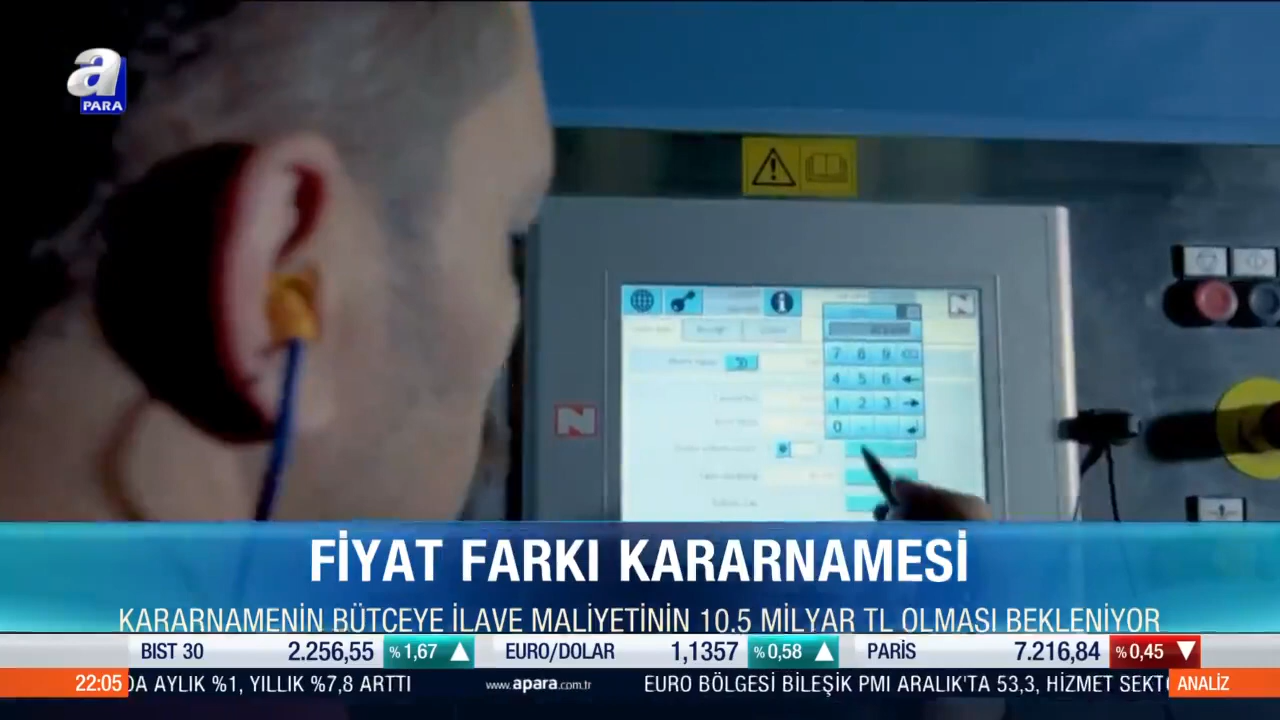 a
PARA
7 8 9
4 5 6
1 2 3
0
N
FİYAT FARKI KARARNAMESİ
KARARNAMENİN BÜTÇEYE İLAVE MALİYETİNİN 10.5 MİLYAR TL OLMASI BEKLENİYOR
BIST 30 2.256,55 %1,67 EURO/DOLAR 1,1357 %0,58 PARİS 7.216,84 %0,45
22:05 DA AYLIK %1, YILLIK %7,8 ARTTI www.apara.com.tr EURO BÖLGESİ BİLEŞİK PMI ARALIK'TA 53,3, HİZMET SEKTÖ ANALİZ